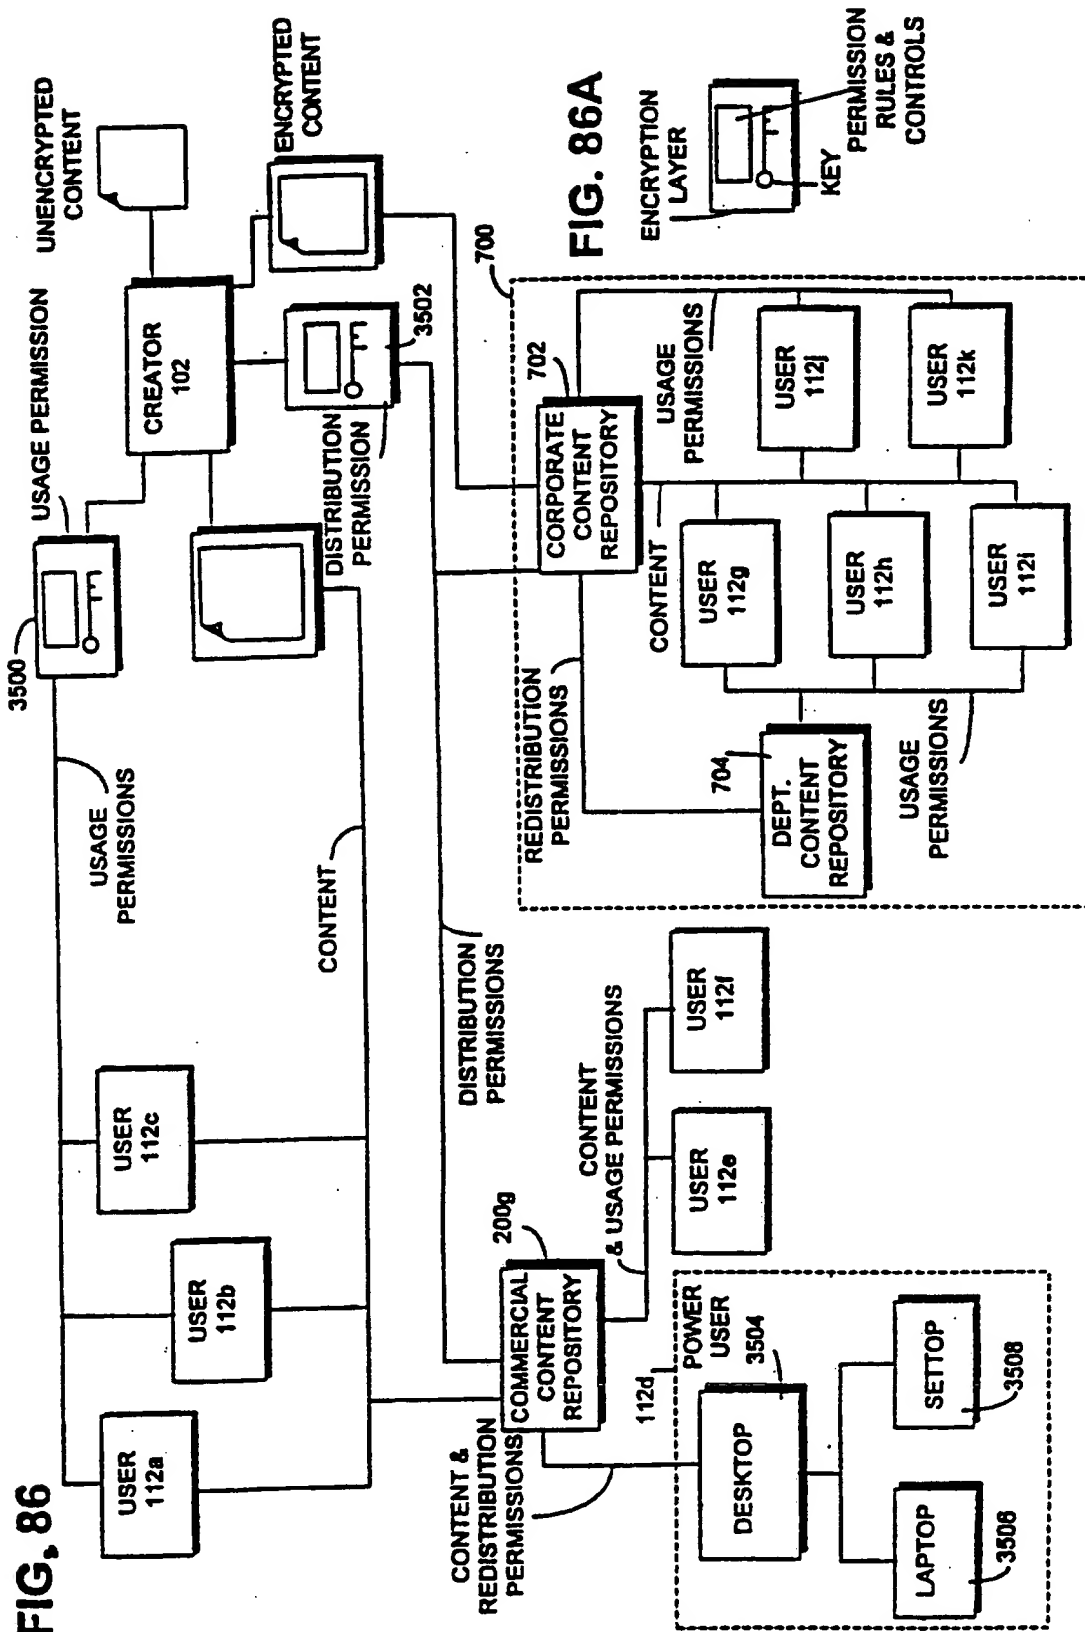 FIG. 86
USER
112a
USER
112b
USER
112c
USAGE
PERMISSIONS
3500
USAGE PERMISSION
CREATOR
102
UNENCRYPTED
CONTENT
CONTENT
DISTRIBUTION
PERMISSION
3502
ENCRYPTED
CONTENT
CONTENT &
REDISTRIBUTION
PERMISSIONS
COMMERCIAL
CONTENT
REPOSITORY
200g
DISTRIBUTION
PERMISSIONS
CONTENT
& USAGE PERMISSIONS
USER
112e
USER
112f
112d
POWER
USER
3504
DESKTOP
LAPTOP
3506
SETTOP
3508
700
CORPORATE
CONTENT
REPOSITORY
702
REDISTRIBUTION
PERMISSIONS
CONTENT
USAGE
PERMISSIONS
704
DEPT.
CONTENT
REPOSITORY
USER
112g
USER
112h
USER
112i
USER
112j
USER
112k
USAGE
PERMISSIONS
FIG. 86A
ENCRYPTION
LAYER
KEY
PERMISSION
RULES &
CONTROLS